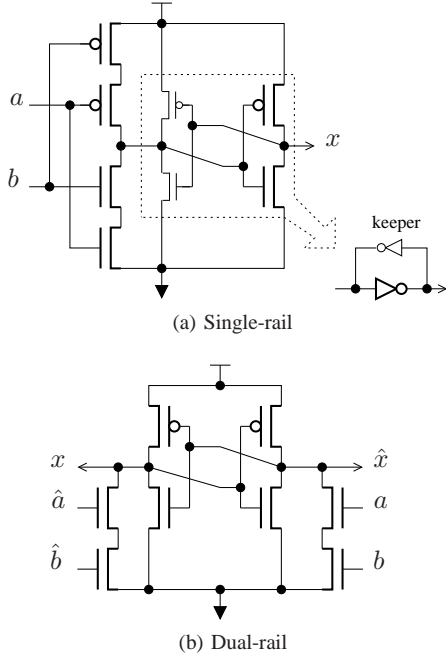 a
x
b
keeper
(a) Single-rail
x
x̂
â
a
b̂
b
(b) Dual-rail